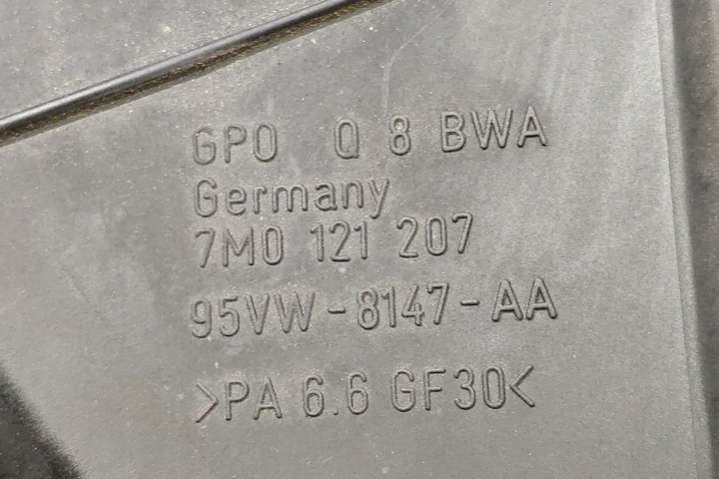 GPO Q 8 BWA
Germany
7M0 121 207
95VW-8147-AA
>PA 6.6 GF30<